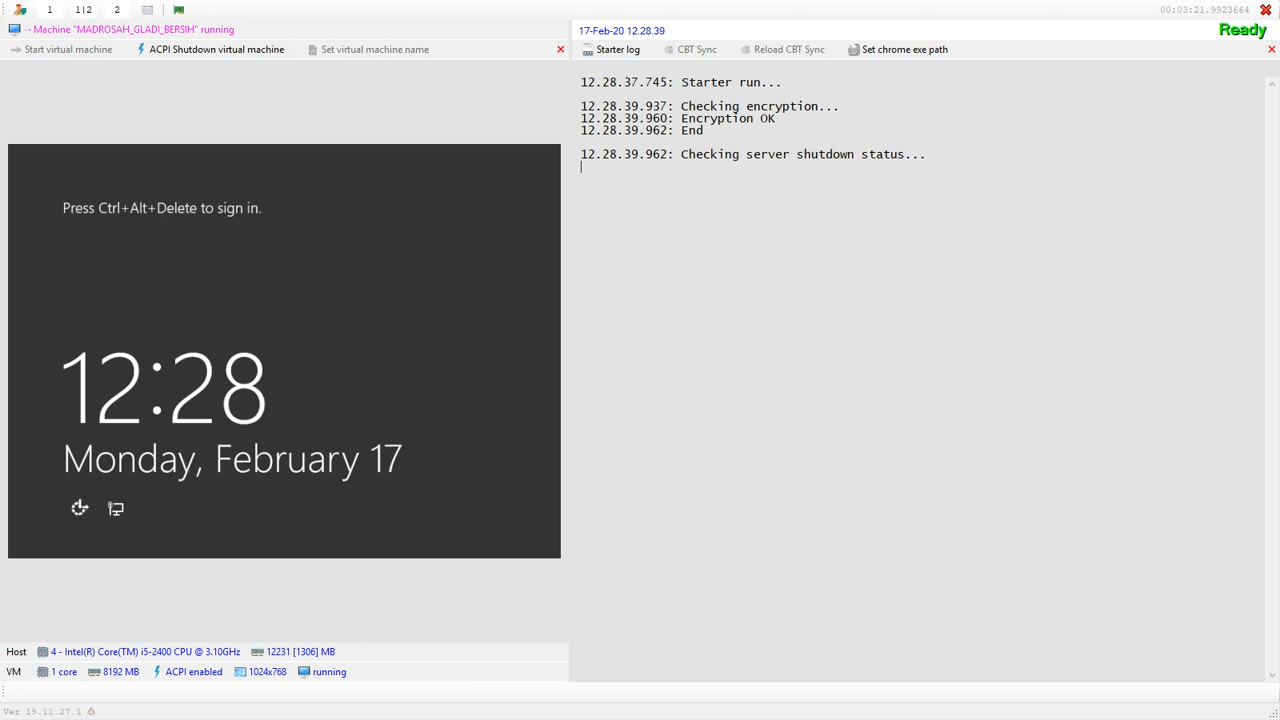 1 1|2 2 00:03:21.9923664
-- Machine "MADROSAH_GLADI_BERSIH" running
Start virtual machine ACPI Shutdown virtual machine Set virtual machine name
Press Ctrl+Alt+Delete to sign in.
12:28
Monday, February 17
Host 4 - Intel(R) Core(TM) i5-2400 CPU @ 3.10GHz 12231 [1306] MB
VM 1 core 8192 MB ACPI enabled 1024x768 running
17-Feb-20 12.28.39 Ready
Starter log CBT Sync Reload CBT Sync Set chrome exe path
12.28.37.745: Starter run...
12.28.39.937: Checking encryption...
12.28.39.960: Encryption OK
12.28.39.962: End
12.28.39.962: Checking server shutdown status...
Ver 19.11.27.1